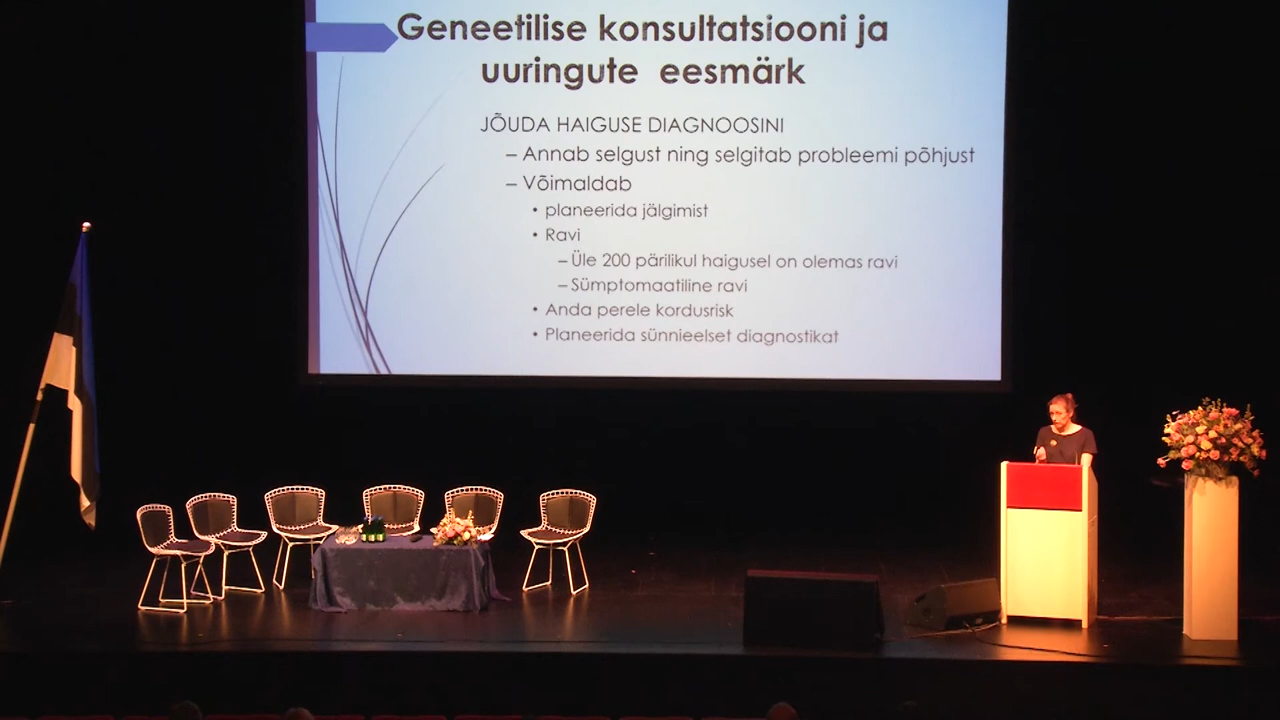 Geneetilise konsultatsiooni ja
uuringute eesmärk
JÕUDA HAIGUSE DIAGNOOSINI
– Annab selgust ning selgitab probleemi põhjust
– Võimaldab
• planeerida jälgimist
• Ravi
– Üle 200 pärilikul haigusel on olemas ravi
– Sümptomaatiline ravi
• Anda perele kordusrisk
• Planeerida sünnieelset diagnostikat